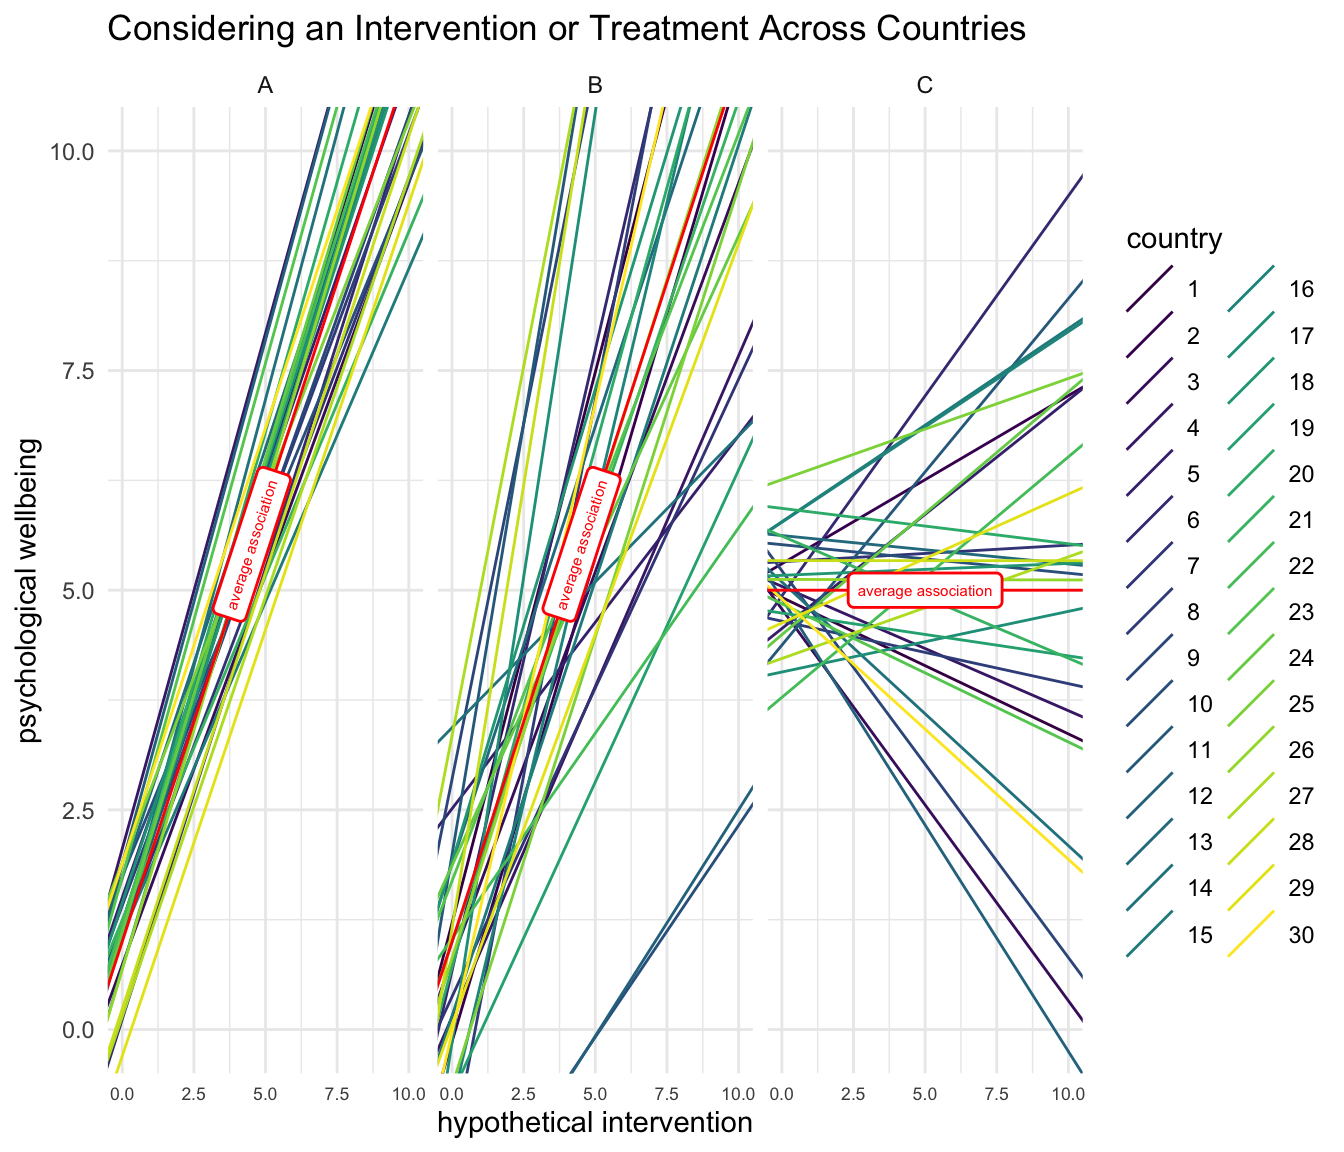 Considering an Intervention or Treatment Across Countries
A
B
C
10.0
7.5
5.0
2.5
0.0
psychological wellbeing
average association
average association
average association
0.0 2.5 5.0 7.5 10.0
0.0 2.5 5.0 7.5 10.0
0.0 2.5 5.0 7.5 10.0
hypothetical intervention
country
1
2
3
4
5
6
7
8
9
10
11
12
13
14
15
16
17
18
19
20
21
22
23
24
25
26
27
28
29
30